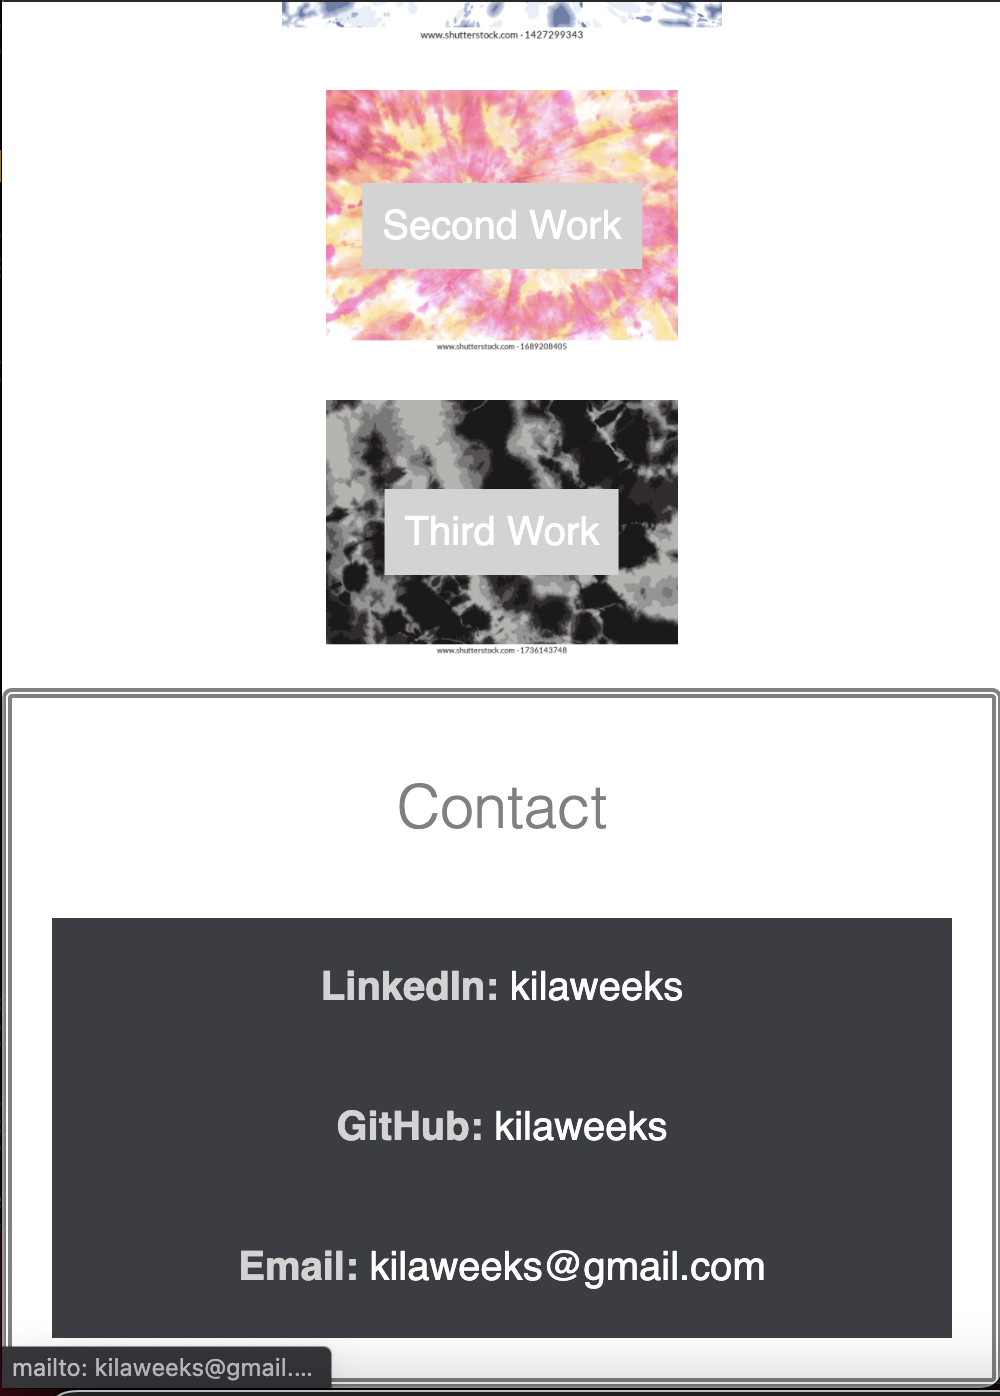 www.shutterstock.com · 1427299343
Second Work
www.shutterstock.com · 1689208405
Third Work
www.shutterstock.com · 1736143748
Contact
LinkedIn: kilaweeks
GitHub: kilaweeks
Email: kilaweeks@gmail.com
mailto: kilaweeks@gmail....